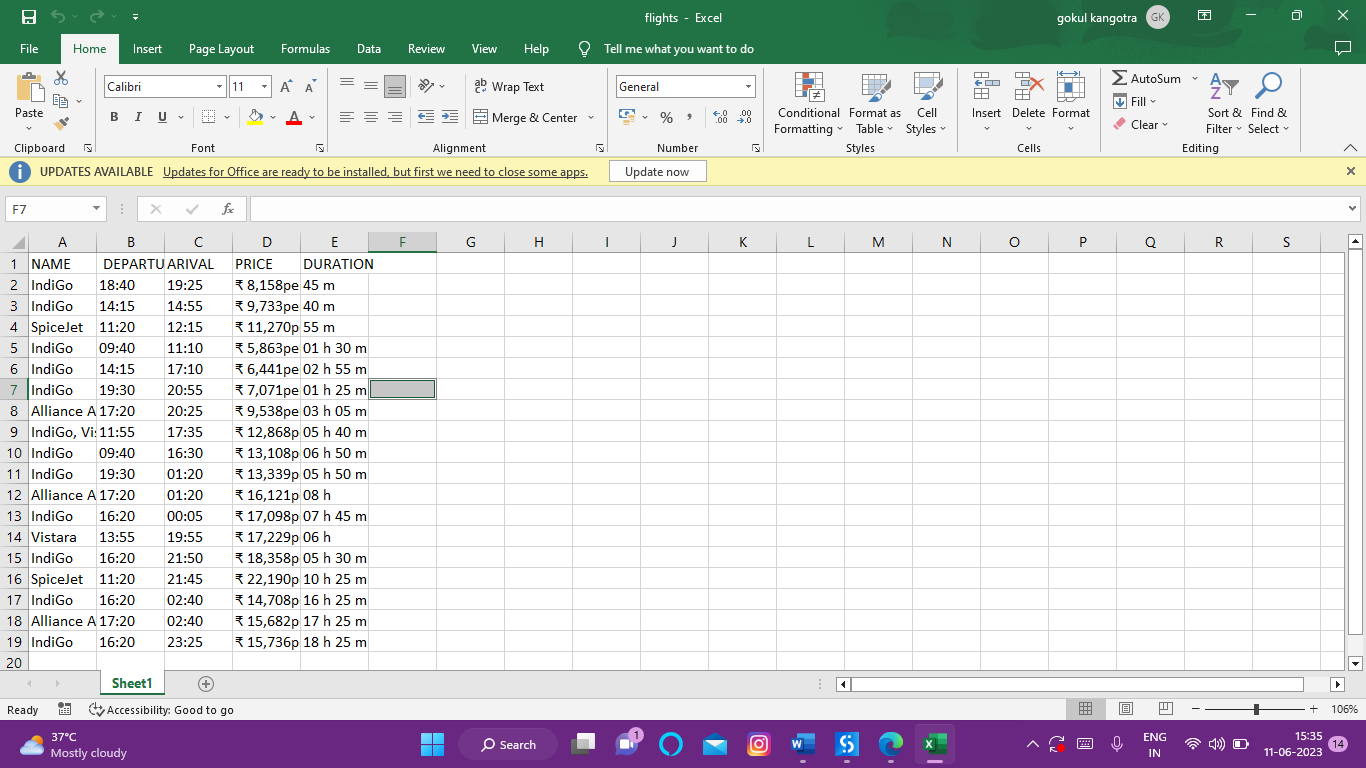 flights - Excel
gokul kangotra GK
File Home Insert Page Layout Formulas Data Review View Help Tell me what you want to do
Calibri 11 A A ab Wrap Text General AutoSum
Paste Conditional Format as Cell Insert Delete Format Fill Sort & Find &
B I U A Merge & Center % , Formatting Table Styles Clear Filter Select
Clipboard Font Alignment Number Styles Cells Editing
UPDATES AVAILABLE Updates for Office are ready to be installed, but first we need to close some apps. Update now
F7 fx
A B C D E F G H I J K L M N O P Q R S
1 NAME DEPARTU ARIVAL PRICE DURATION
2 IndiGo 18:40 19:25 ₹ 8,158pe 45 m
3 IndiGo 14:15 14:55 ₹ 9,733pe 40 m
4 SpiceJet 11:20 12:15 ₹ 11,270p 55 m
5 IndiGo 09:40 11:10 ₹ 5,863pe 01 h 30 m
6 IndiGo 14:15 17:10 ₹ 6,441pe 02 h 55 m
7 IndiGo 19:30 20:55 ₹ 7,071pe 01 h 25 m
8 Alliance A 17:20 20:25 ₹ 9,538pe 03 h 05 m
9 IndiGo, Vi 11:55 17:35 ₹ 12,868p 05 h 40 m
10 IndiGo 09:40 16:30 ₹ 13,108p 06 h 50 m
11 IndiGo 19:30 01:20 ₹ 13,339p 05 h 50 m
12 Alliance A 17:20 01:20 ₹ 16,121p 08 h
13 IndiGo 16:20 00:05 ₹ 17,098p 07 h 45 m
14 Vistara 13:55 19:55 ₹ 17,229p 06 h
15 IndiGo 16:20 21:50 ₹ 18,358p 05 h 30 m
16 SpiceJet 11:20 21:45 ₹ 22,190p 10 h 25 m
17 IndiGo 16:20 02:40 ₹ 14,708p 16 h 25 m
18 Alliance A 17:20 02:40 ₹ 15,682p 17 h 25 m
19 IndiGo 16:20 23:25 ₹ 15,736p 18 h 25 m
20
Sheet1
Ready Accessibility: Good to go 106%
37°C
Mostly cloudy
Search
1
ENG
IN
15:35
11-06-2023
14